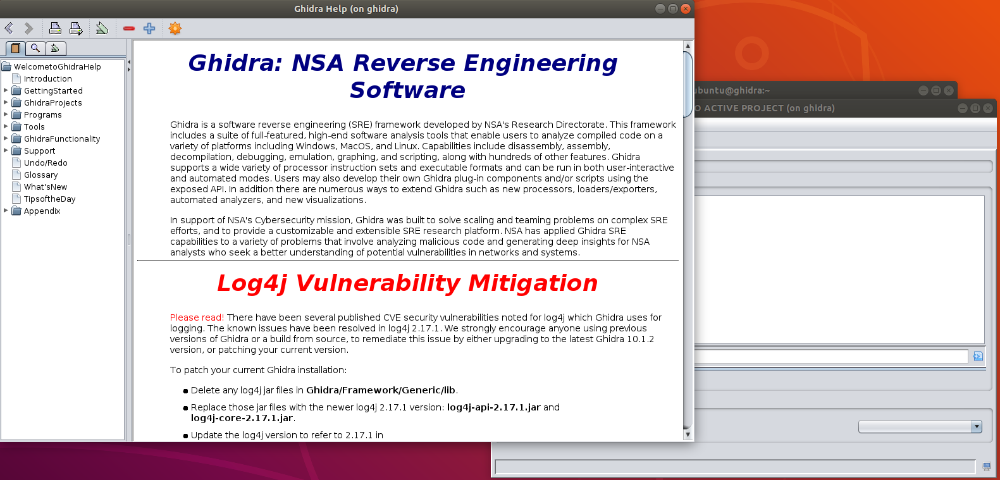 Ghidra Help (on ghidra)
WelcometoGhidraHelp
Introduction
GettingStarted
GhidraProjects
Programs
Tools
GhidraFunctionality
Support
Undo/Redo
Glossary
What'sNew
TipsoftheDay
Appendix
Ghidra: NSA Reverse Engineering
Software
Ghidra is a software reverse engineering (SRE) framework developed by NSA's Research Directorate. This framework
includes a suite of full-featured, high-end software analysis tools that enable users to analyze compiled code on a
variety of platforms including Windows, MacOS, and Linux. Capabilities include disassembly, assembly,
decompilation, debugging, emulation, graphing, and scripting, along with hundreds of other features. Ghidra
supports a wide variety of processor instruction sets and executable formats and can be run in both user-interactive
and automated modes. Users may also develop their own Ghidra plug-in components and/or scripts using the
exposed API. In addition there are numerous ways to extend Ghidra such as new processors, loaders/exporters,
automated analyzers, and new visualizations.
In support of NSA's Cybersecurity mission, Ghidra was built to solve scaling and teaming problems on complex SRE
efforts, and to provide a customizable and extensible SRE research platform. NSA has applied Ghidra SRE
capabilities to a variety of problems that involve analyzing malicious code and generating deep insights for NSA
analysts who seek a better understanding of potential vulnerabilities in networks and systems.
Log4j Vulnerability Mitigation
Please read! There have been several published CVE security vulnerabilities noted for log4j which Ghidra uses for
logging. The known issues have been resolved in log4j 2.17.1. We strongly encourage anyone using previous
versions of Ghidra or a build from source, to remediate this issue by either upgrading to the latest Ghidra 10.1.2
version, or patching your current version.
To patch your current Ghidra installation:
Delete any log4j jar files in Ghidra/Framework/Generic/lib.
Replace those jar files with the newer log4j 2.17.1 version: log4j-api-2.17.1.jar and
log4j-core-2.17.1.jar.
Update the log4j version to refer to 2.17.1 in
ubuntu@ghidra:~
O ACTIVE PROJECT (on ghidra)